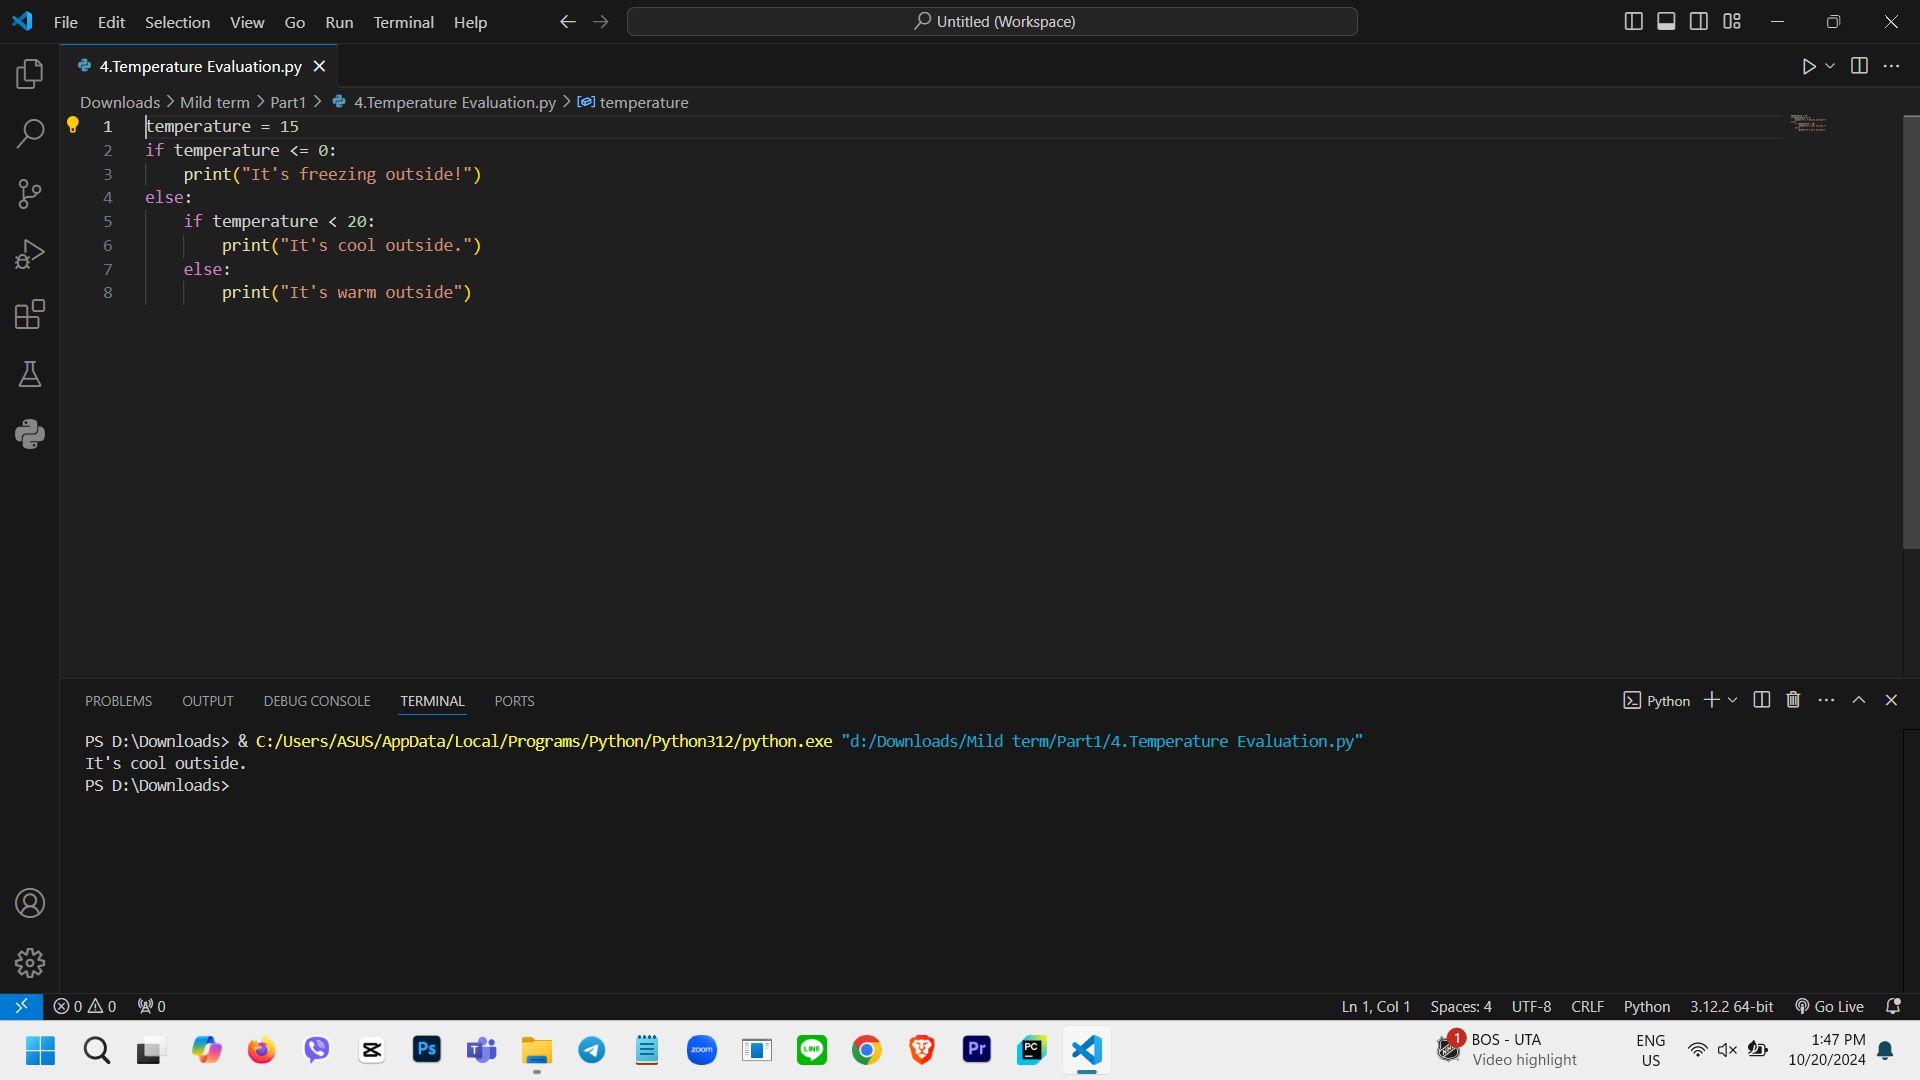 File Edit Selection View Go Run Terminal Help
Untitled (Workspace)
4.Temperature Evaluation.py
Downloads > Mild term > Part1 > 4.Temperature Evaluation.py > temperature
1 temperature = 15
2 if temperature <= 0:
3     print("It's freezing outside!")
4 else:
5     if temperature < 20:
6         print("It's cool outside.")
7     else:
8         print("It's warm outside")
PROBLEMS OUTPUT DEBUG CONSOLE TERMINAL PORTS
Python
PS D:\Downloads> & C:/Users/ASUS/AppData/Local/Programs/Python/Python312/python.exe "d:/Downloads/Mild term/Part1/4.Temperature Evaluation.py"
It's cool outside.
PS D:\Downloads>
0 0 0
Ln 1, Col 1 Spaces: 4 UTF-8 CRLF Python 3.12.2 64-bit Go Live
Ps
T
zoom
LINE
Pr
PC
1
BOS - UTA
Video highlight
ENG
US
1:47 PM
10/20/2024